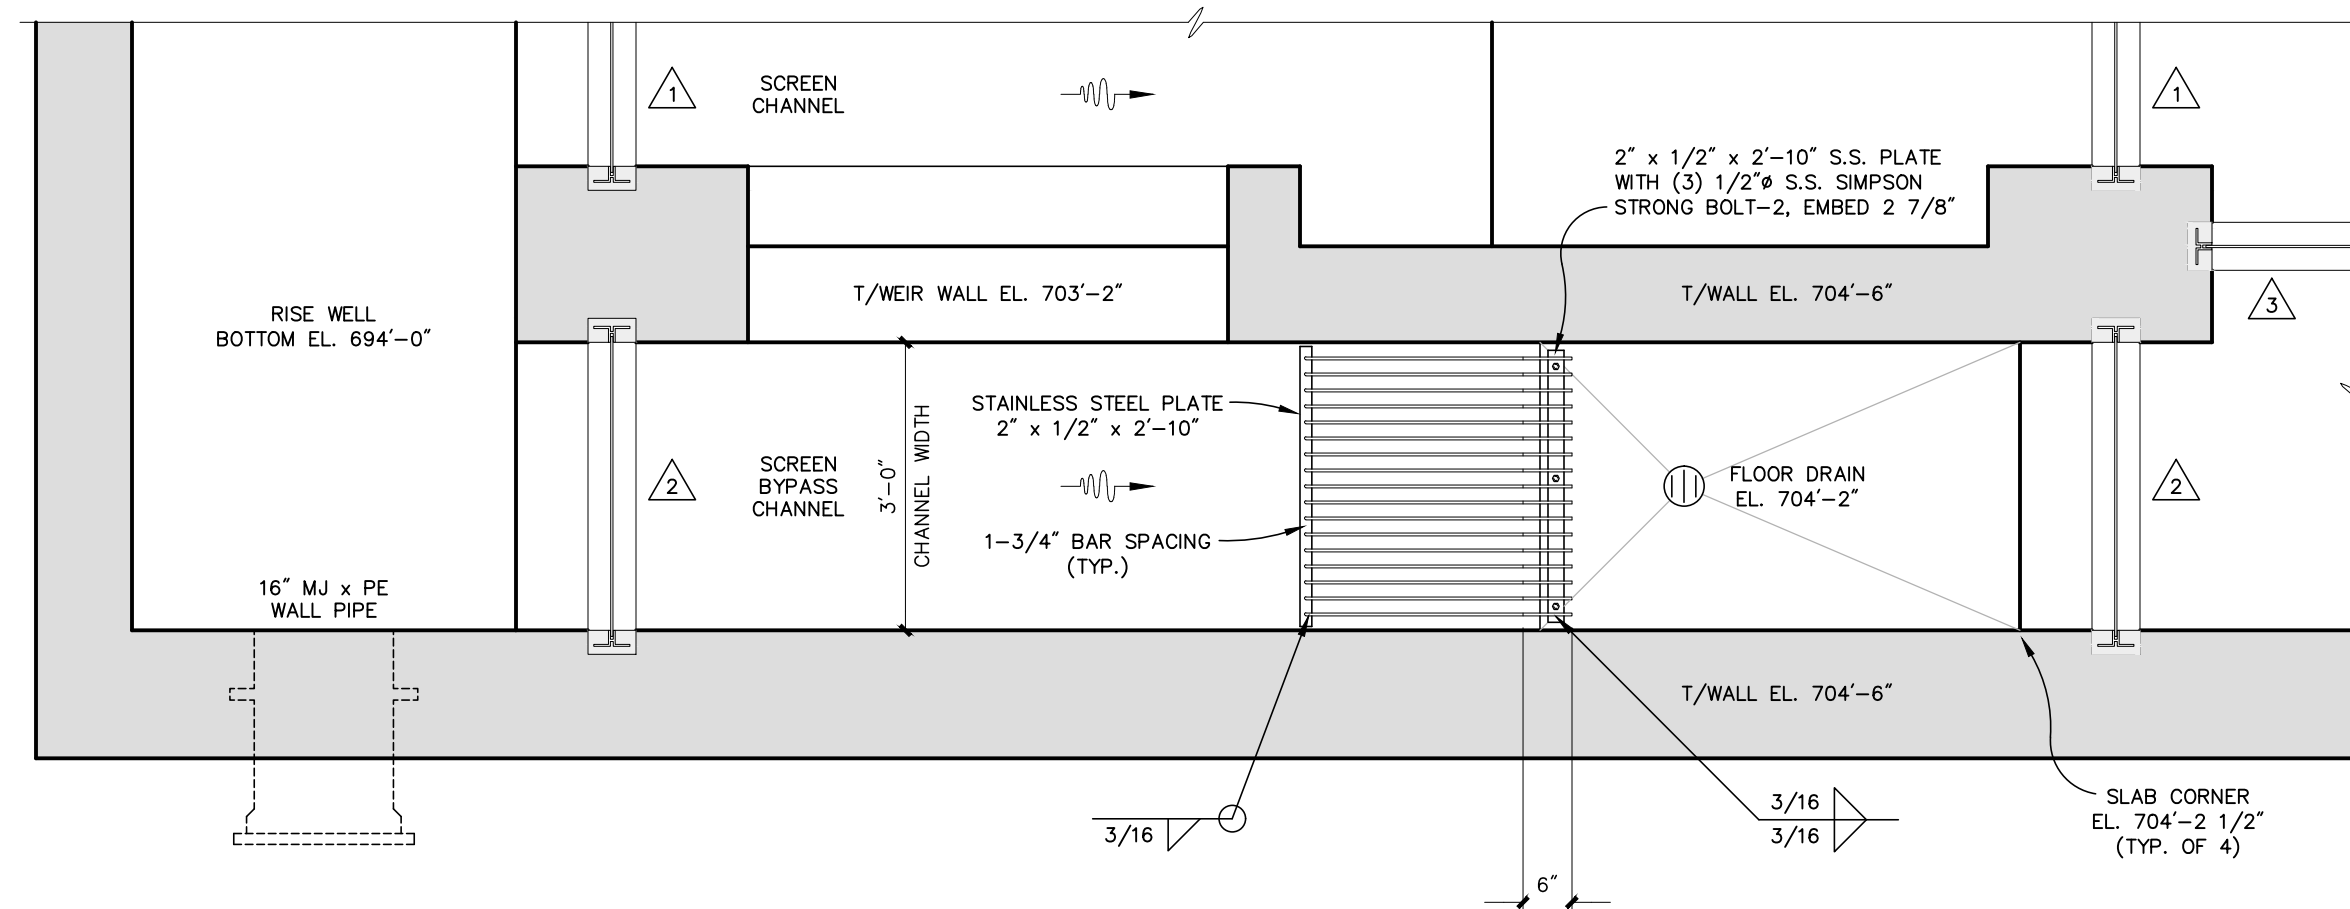 1
SCREEN
CHANNEL
1
2" x 1/2" x 2'-10" S.S. PLATE
WITH (3) 1/2"ø S.S. SIMPSON
STRONG BOLT-2, EMBED 2 7/8"
RISE WELL
BOTTOM EL. 694'-0"
T/WEIR WALL EL. 703'-2"
T/WALL EL. 704'-6"
3
STAINLESS STEEL PLATE
2" x 1/2" x 2'-10"
2
SCREEN
BYPASS
CHANNEL
3'-0"
CHANNEL WIDTH
1-3/4" BAR SPACING
(TYP.)
FLOOR DRAIN
EL. 704'-2"
2
16" MJ x PE
WALL PIPE
T/WALL EL. 704'-6"
3/16
3/16
3/16
SLAB CORNER
EL. 704'-2 1/2"
(TYP. OF 4)
6"